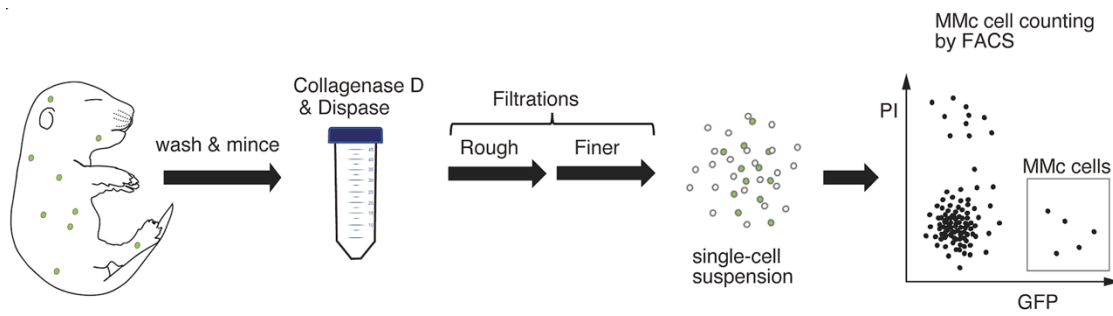 wash & mince
Collagenase D
& Dispase
Filtrations
Rough
Finer
single-cell
suspension
MMc cell counting
by FACS
PI
MMc cells
GFP